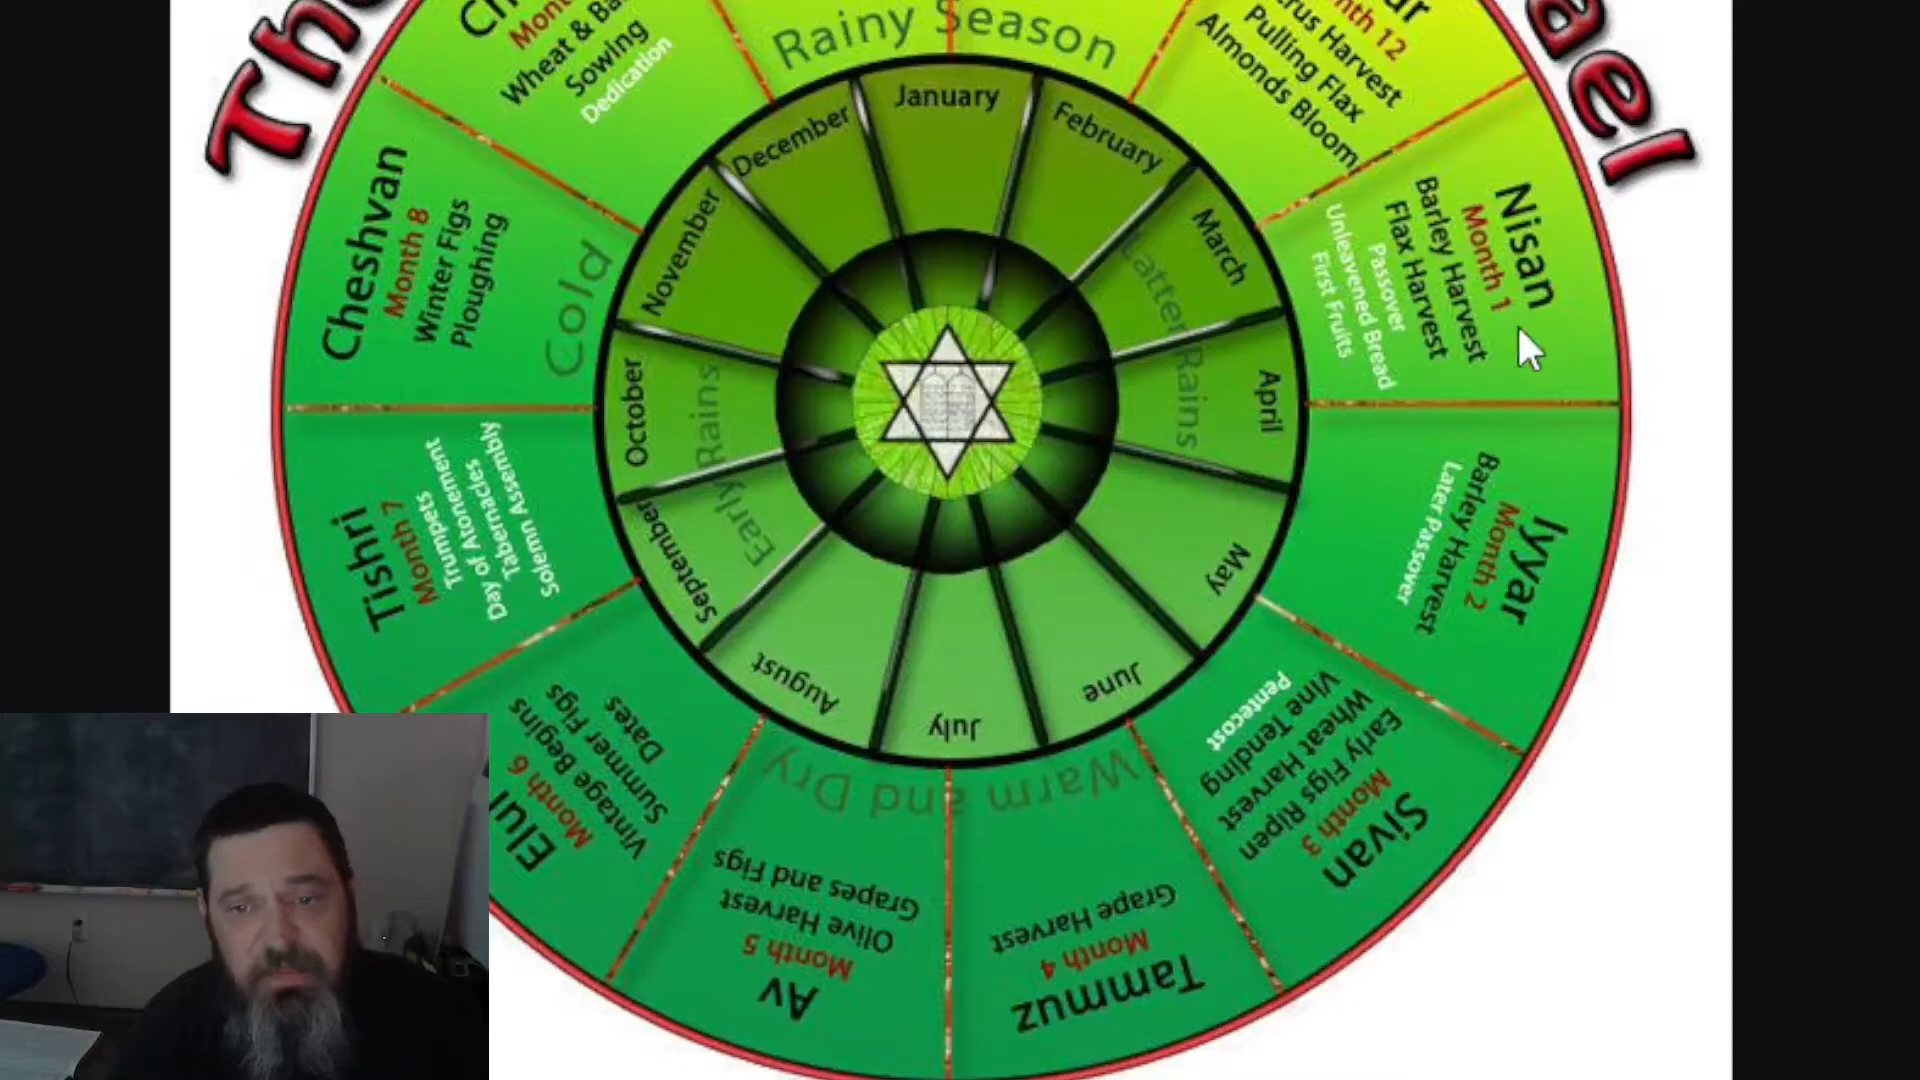 Rainy Season
Cold
Early Rains
Latter Rains
Warm and Dry
January
February
March
April
May
June
July
August
September
October
November
December
Month 12
Harvest
Pulling Flax
Almonds Bloom
Nisan
Month 1
Barley Harvest
Flax Harvest
Passover
Unleavened Bread
First Fruits
Iyyar
Month 2
Barley Harvest
Later Passover
Sivan
Month 3
Early Figs Ripen
Wheat Harvest
Vine Tending
Pentecost
Tammuz
Month 4
Grape Harvest
Av
Month 5
Olive Harvest
Grapes and Figs
Elul
Month 6
Vintage Begins
Summer Figs
Dates
Tishri
Month 7
Trumpets
Day of Atonement
Tabernacles
Solemn Assembly
Cheshvan
Month 8
Winter Figs
Ploughing
Wheat &
Sowing
Dedication